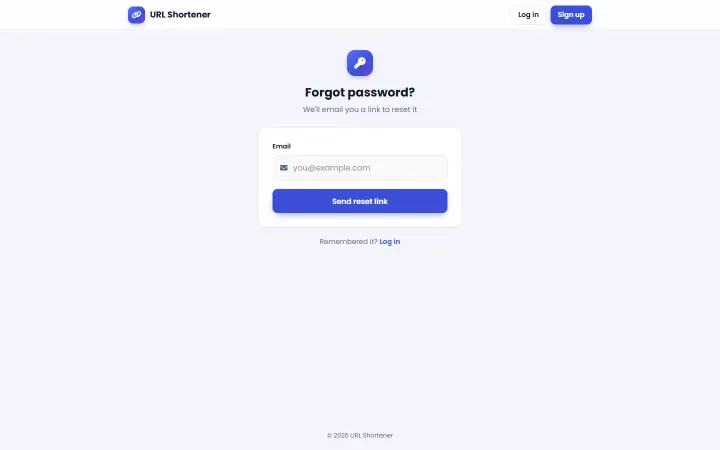 URL Shortener
Log in
Sign up
Forgot password?
We'll email you a link to reset it
Email
you@example.com
Send reset link
Remembered it? Log in
© 2026 URL Shortener